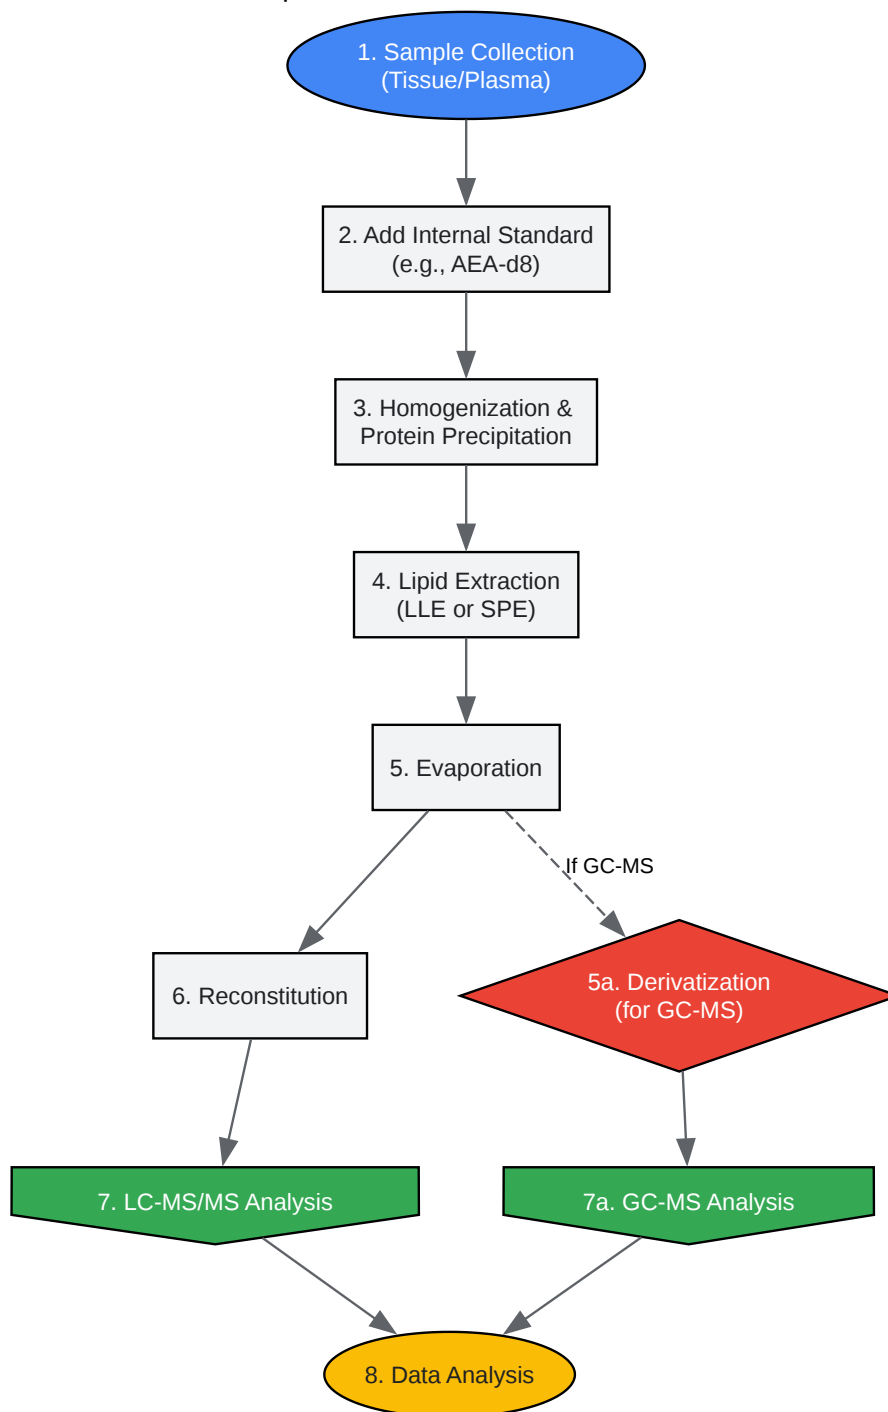 1. Sample Collection
(Tissue/Plasma)
2. Add Internal Standard
(e.g., AEA-d8)
3. Homogenization &
Protein Precipitation
4. Lipid Extraction
(LLE or SPE)
5. Evaporation
If GC-MS
6. Reconstitution
5a. Derivatization
(for GC-MS)
7. LC-MS/MS Analysis
7a. GC-MS Analysis
8. Data Analysis